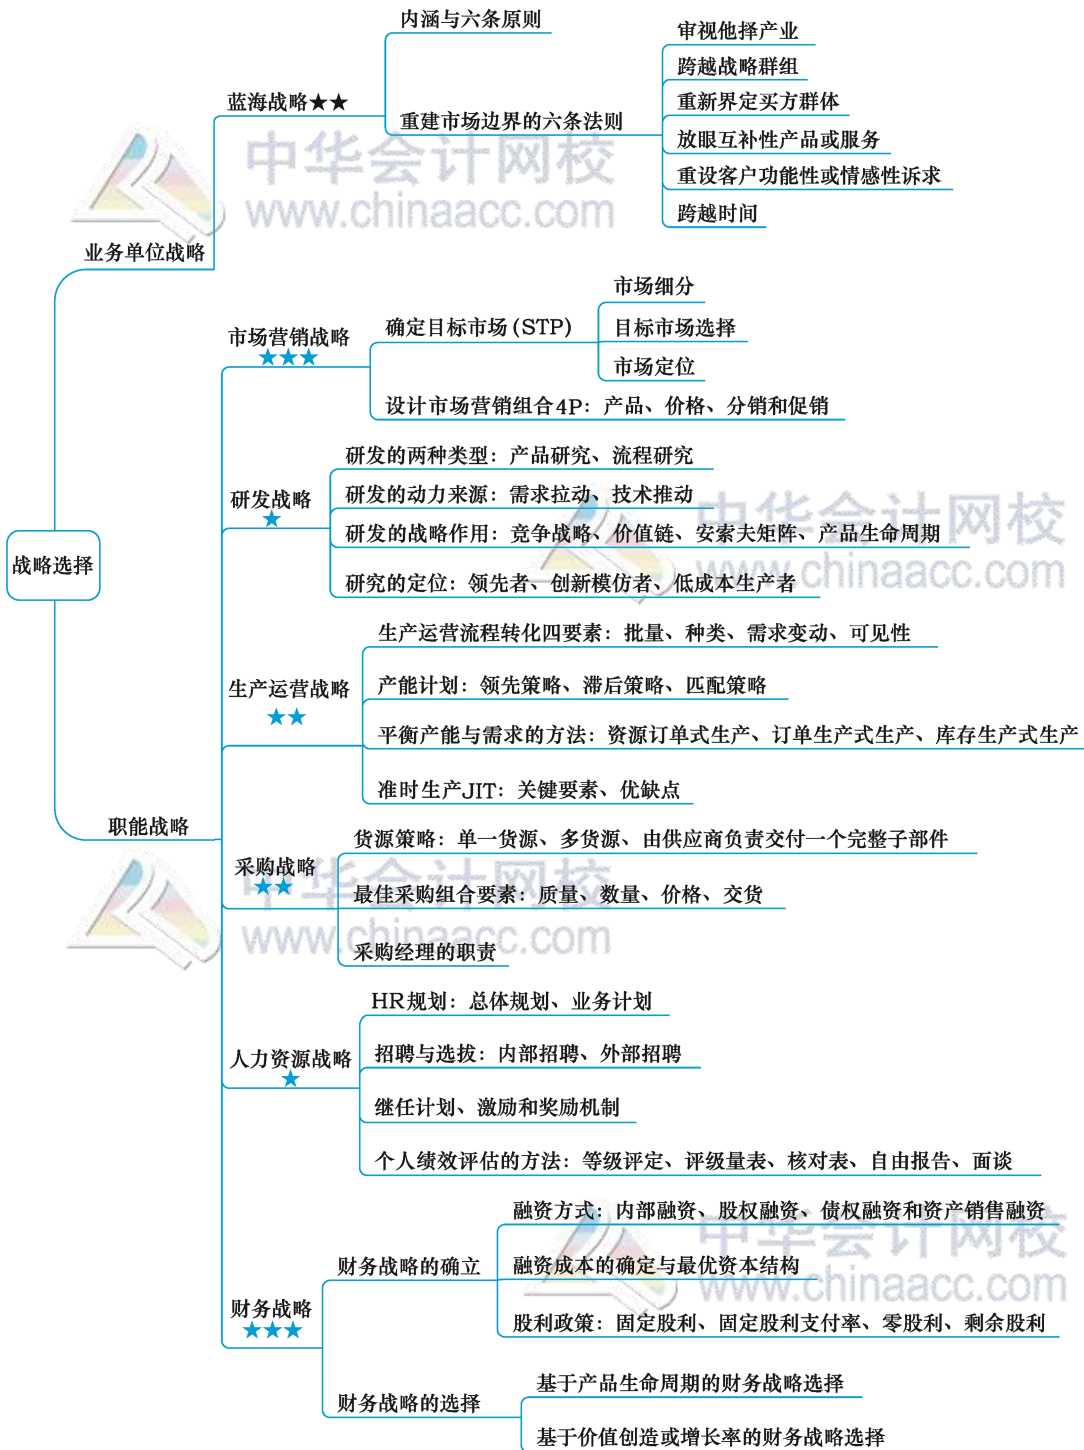 内涵与六条原则
审视他择产业
跨越战略群组
蓝海战略★★
重新界定买方群体
重建市场边界的六条法则
放眼互补性产品或服务
重设客户功能性或情感性诉求
跨越时间
中华会计网校
www.chinaacc.com
业务单位战略
市场细分
市场营销战略
★★★
确定目标市场(STP)
目标市场选择
市场定位
设计市场营销组合4P：产品、价格、分销和促销
研发的两种类型：产品研究、流程研究
研发战略
★
研发的动力来源：需求拉动、技术推动
研发的战略作用：竞争战略、价值链、安索夫矩阵、产品生命周期
中华会计网校
www.chinaacc.com
战略选择
研究的定位：领先者、创新模仿者、低成本生产者
生产运营流程转化四要素：批量、种类、需求变动、可见性
生产运营战略
★★
产能计划：领先策略、滞后策略、匹配策略
平衡产能与需求的方法：资源订单式生产、订单生产式生产、库存生产式生产
准时生产JIT：关键要素、优缺点
职能战略
货源策略：单一货源、多货源、由供应商负责交付一个完整子部件
采购战略
★★
最佳采购组合要素：质量、数量、价格、交货
采购经理的职责
中华会计网校
www.chinaacc.com
HR规划：总体规划、业务计划
人力资源战略
★
招聘与选拔：内部招聘、外部招聘
继任计划、激励和奖励机制
个人绩效评估的方法：等级评定、评级量表、核对表、自由报告、面谈
融资方式：内部融资、股权融资、债权融资和资产销售融资
财务战略的确立
融资成本的确定与最优资本结构
中华会计网校
www.chinaacc.com
财务战略
★★★
股利政策：固定股利、固定股利支付率、零股利、剩余股利
基于产品生命周期的财务战略选择
财务战略的选择
基于价值创造或增长率的财务战略选择